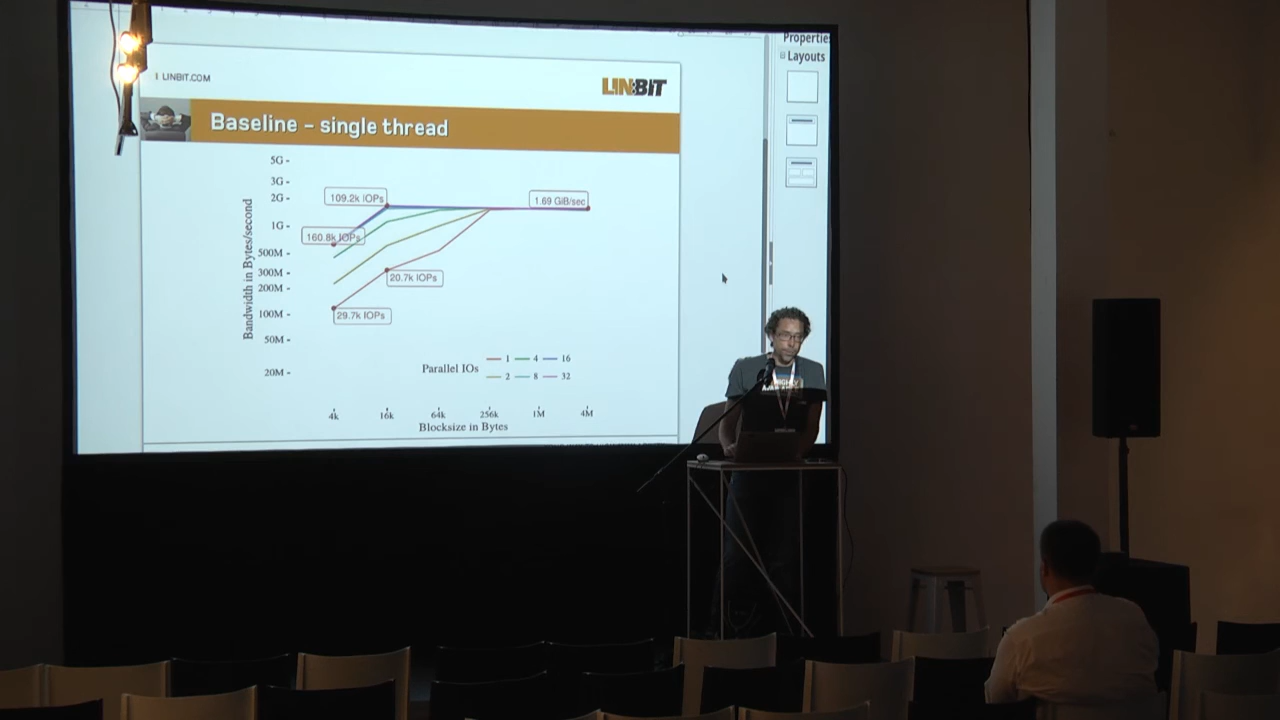 LINBIT.COM
LINBIT
Baseline – single thread
Bandwidth in Bytes/second
5G
3G
2G
1G
500M
300M
200M
100M
50M
20M
109.2k IOPs
160.8k IOPs
1.69 GiB/sec
20.7k IOPs
29.7k IOPs
Parallel IOs
1 4 16
2 8 32
4k 16k 64k 256k 1M 4M
Blocksize in Bytes
Properties
Layouts